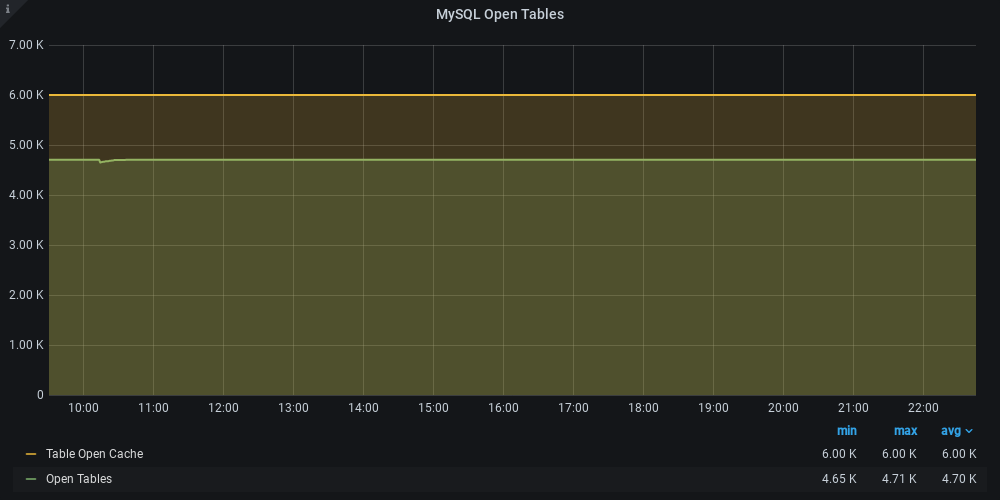 i
MySQL Open Tables
7.00 K
6.00 K
5.00 K
4.00 K
3.00 K
2.00 K
1.00 K
0
10:00 11:00 12:00 13:00 14:00 15:00 16:00 17:00 18:00 19:00 20:00 21:00 22:00
min max avg
Table Open Cache 6.00 K 6.00 K 6.00 K
Open Tables 4.65 K 4.71 K 4.70 K